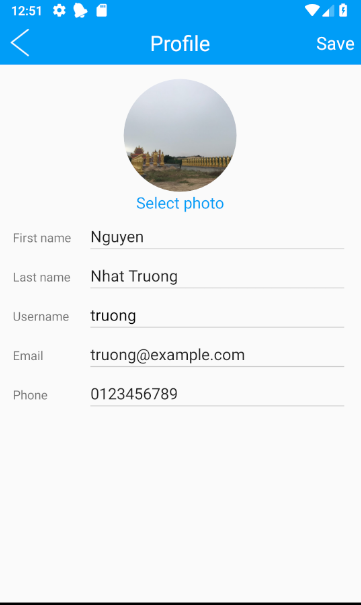 12:51
Profile Save
Select photo
First name Nguyen
Last name Nhat Truong
Username truong
Email truong@example.com
Phone 0123456789